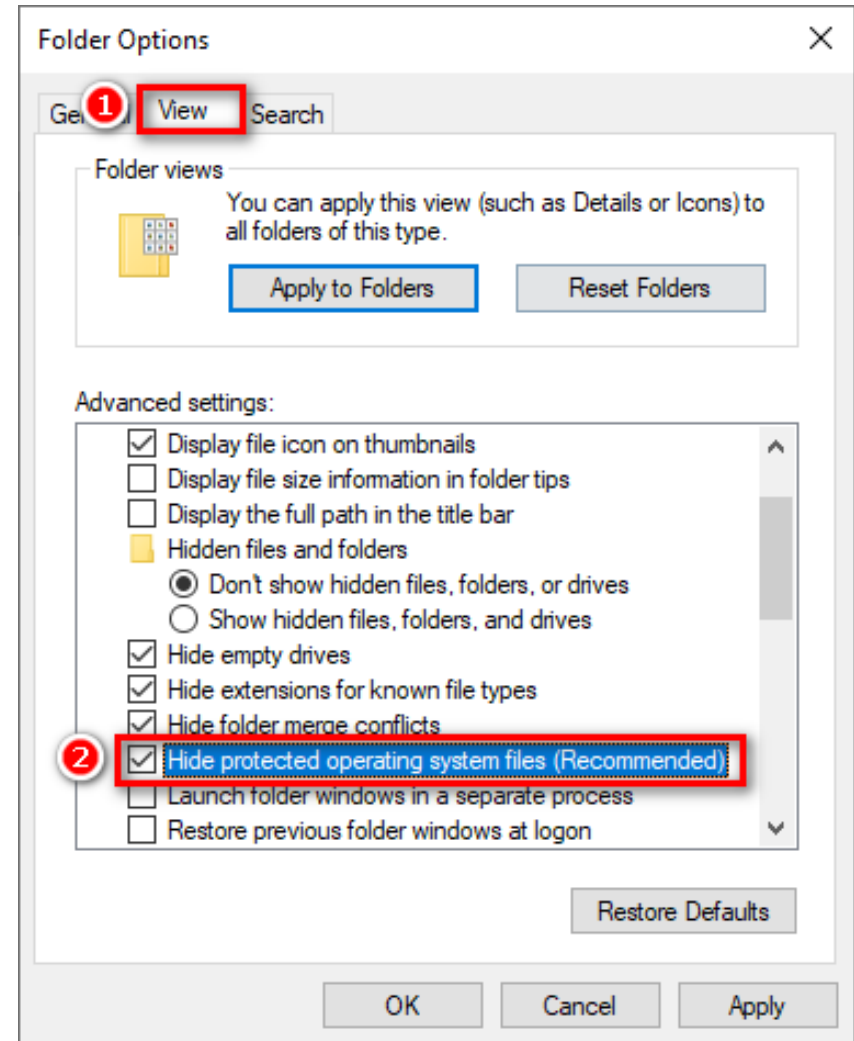 Folder Options
1
View
Search
Folder views
You can apply this view (such as Details or Icons) to
all folders of this type.
Apply to Folders
Reset Folders
Advanced settings:
Display file icon on thumbnails
Display file size information in folder tips
Display the full path in the title bar
Hidden files and folders
Don't show hidden files, folders, or drives
Show hidden files, folders, and drives
Hide empty drives
Hide extensions for known file types
Hide folder merge conflicts
2
Hide protected operating system files (Recommended)
Launch folder windows in a separate process
Restore previous folder windows at logon
Restore Defaults
OK
Cancel
Apply